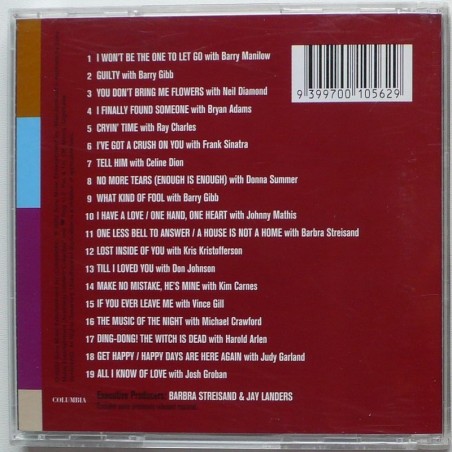 1 I WON'T BE THE ONE TO LET GO with Barry Manilow
2 GUILTY with Barry Gibb
3 YOU DON'T BRING ME FLOWERS with Neil Diamond
4 I FINALLY FOUND SOMEONE with Bryan Adams
5 CRYIN' TIME with Ray Charles
6 I'VE GOT A CRUSH ON YOU with Frank Sinatra
7 TELL HIM with Celine Dion
8 NO MORE TEARS (ENOUGH IS ENOUGH) with Donna Summer
9 WHAT KIND OF FOOL with Barry Gibb
10 I HAVE A LOVE / ONE HAND, ONE HEART with Johnny Mathis
11 ONE LESS BELL TO ANSWER / A HOUSE IS NOT A HOME with Barbra Streisand
12 LOST INSIDE OF YOU with Kris Kristofferson
13 TILL I LOVED YOU with Don Johnson
14 MAKE NO MISTAKE, HE'S MINE with Kim Carnes
15 IF YOU EVER LEAVE ME with Vince Gill
16 THE MUSIC OF THE NIGHT with Michael Crawford
17 DING-DONG! THE WITCH IS DEAD with Harold Arlen
18 GET HAPPY / HAPPY DAYS ARE HERE AGAIN with Judy Garland
19 ALL I KNOW OF LOVE with Josh Groban
Executive Producers: BARBRA STREISAND & JAY LANDERS
COLUMBIA
9 399700 105629